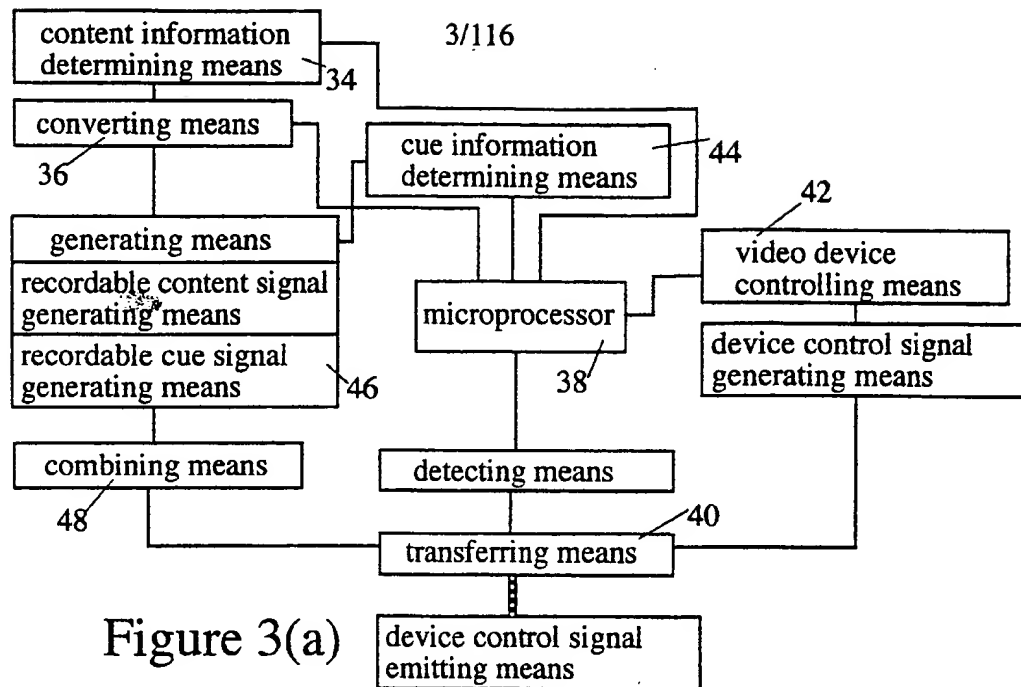 content information
determining means
34
3/116
converting means
36
cue information
determining means
44
42
generating means
recordable content signal
generating means
recordable cue signal
generating means
46
microprocessor
38
video device
controlling means
device control signal
generating means
combining means
48
detecting means
40
transferring means
Figure 3(a)
device control signal
emitting means